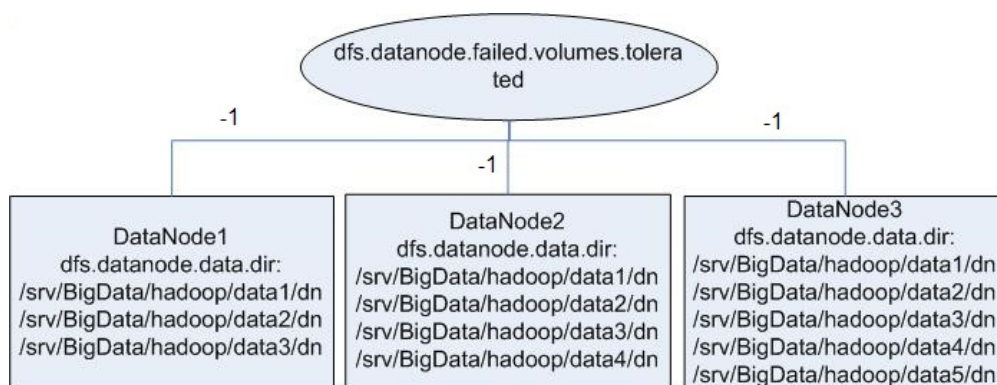 dfs.datanode.failed.volumes.tolera
ted
-1
-1
-1
DataNode1
dfs.datanode.data.dir:
/srv/BigData/hadoop/data1/dn
/srv/BigData/hadoop/data2/dn
/srv/BigData/hadoop/data3/dn
DataNode2
dfs.datanode.data.dir:
/srv/BigData/hadoop/data1/dn
/srv/BigData/hadoop/data2/dn
/srv/BigData/hadoop/data3/dn
/srv/BigData/hadoop/data4/dn
DataNode3
dfs.datanode.data.dir:
/srv/BigData/hadoop/data1/dn
/srv/BigData/hadoop/data2/dn
/srv/BigData/hadoop/data3/dn
/srv/BigData/hadoop/data4/dn
/srv/BigData/hadoop/data5/dn